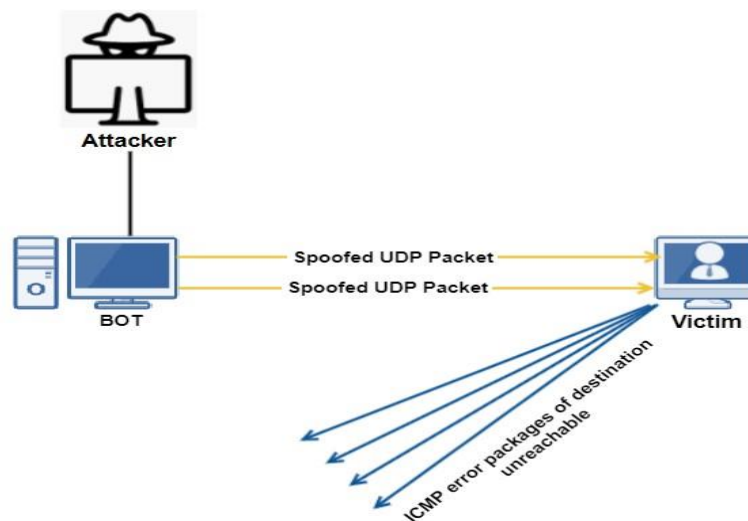 Attacker
Spoofed UDP Packet
Spoofed UDP Packet
BOT
Victim
ICMP error packages of destination
unreachable